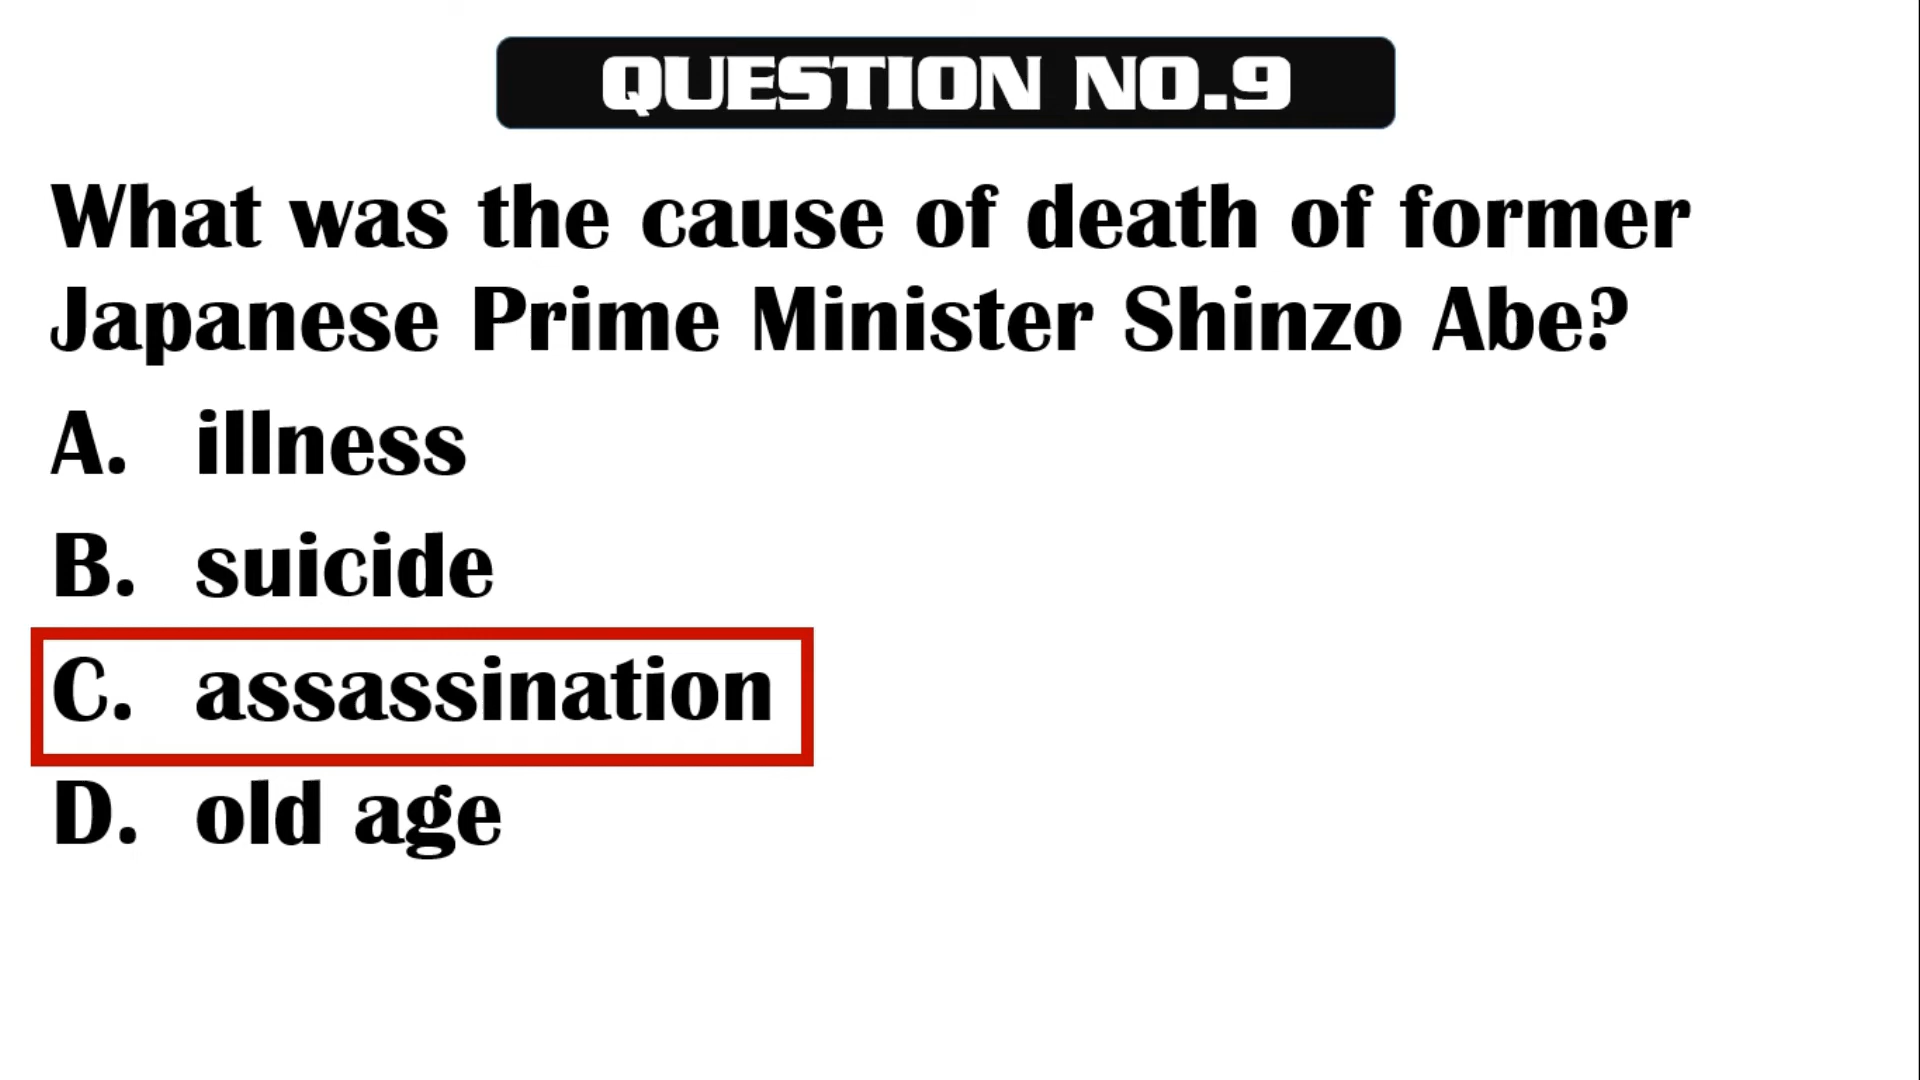 QUESTION NO.9
What was the cause of death of former
Japanese Prime Minister Shinzo Abe?
A. illness
B. suicide
C. assassination
D. old age